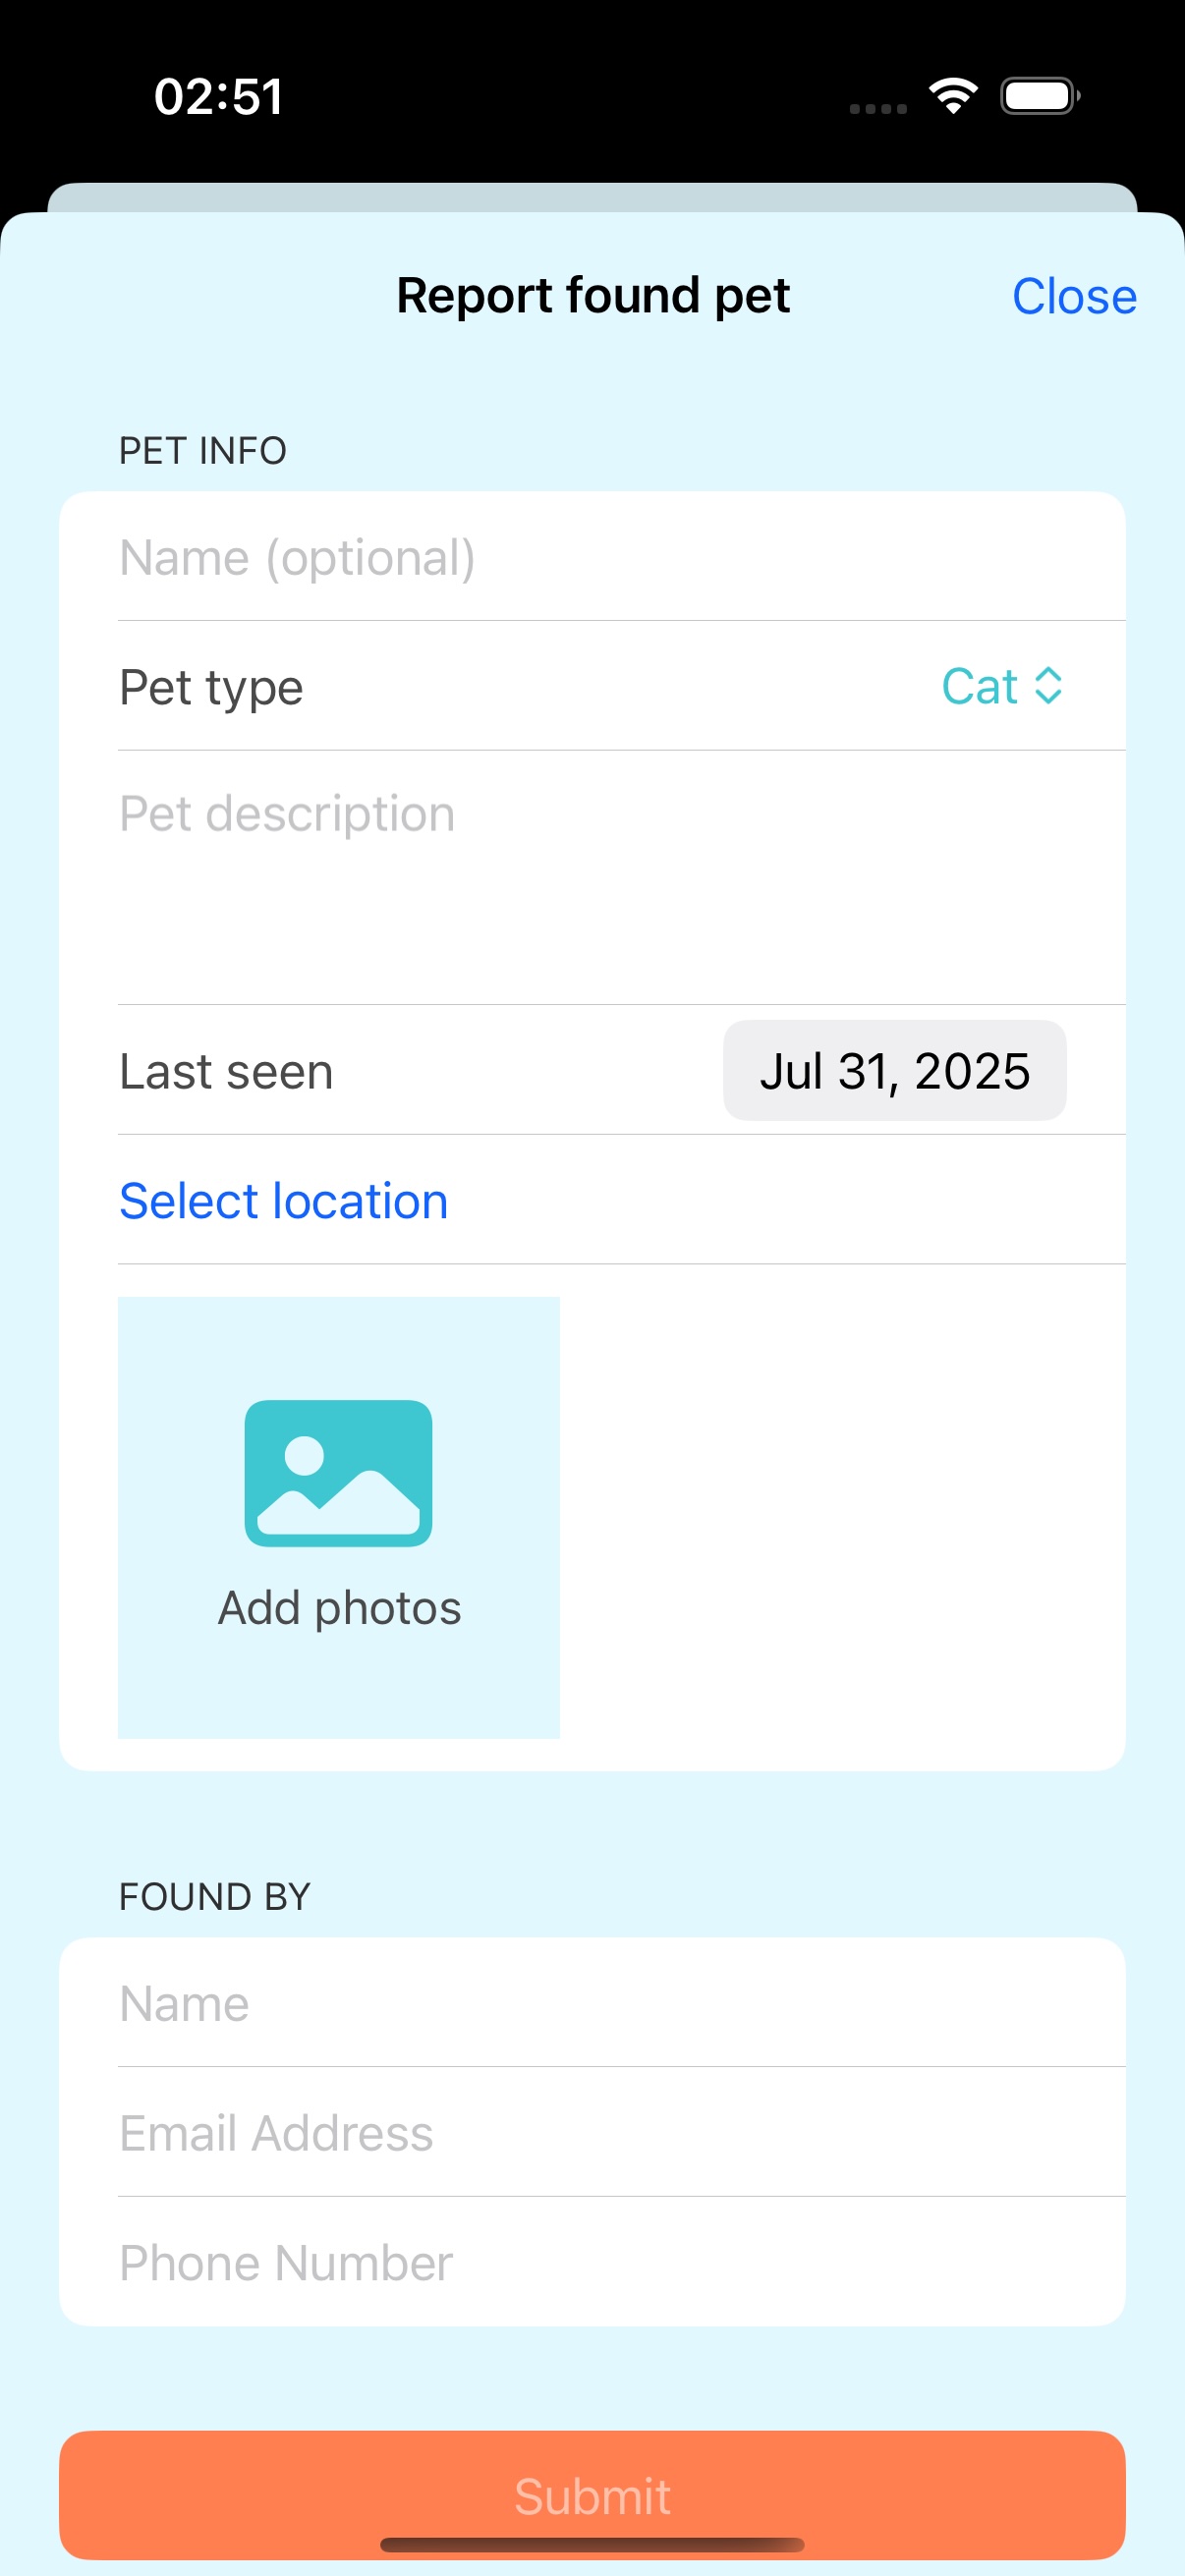 02:51
Report found pet
Close
PET INFO
Name (optional)
Pet type
Cat
Pet description
Last seen
Jul 31, 2025
Select location
Add photos
FOUND BY
Name
Email Address
Phone Number
Submit